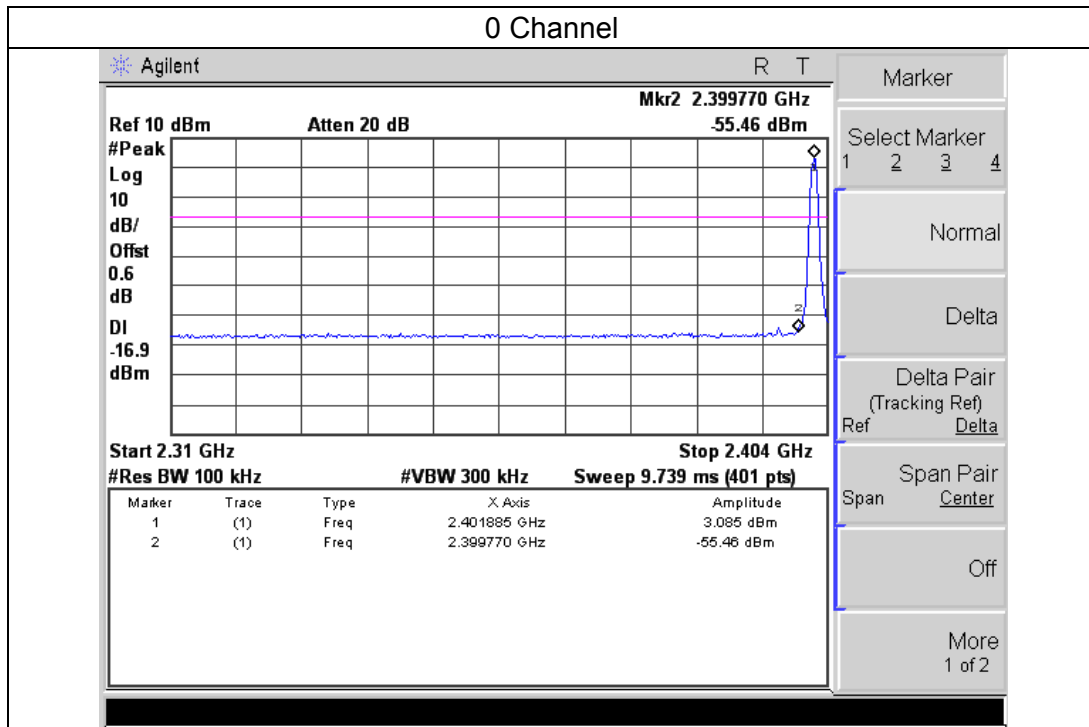 0 Channel
Agilent R T
Mkr2 2.399770 GHz
Ref 10 dBm Atten 20 dB -55.46 dBm
#Peak
Log
10
dB/
Offst
0.6
dB
DI
-16.9
dBm
2
Start 2.31 GHz Stop 2.404 GHz
#Res BW 100 kHz #VBW 300 kHz Sweep 9.739 ms (401 pts)
Marker Trace Type X Axis Amplitude
1 (1) Freq 2.401885 GHz 3.085 dBm
2 (1) Freq 2.399770 GHz -55.46 dBm
Marker
Select Marker
1 2 3 4
Normal
Delta
Delta Pair
(Tracking Ref)
Ref Delta
Span Pair
Span Center
Off
More
1 of 2